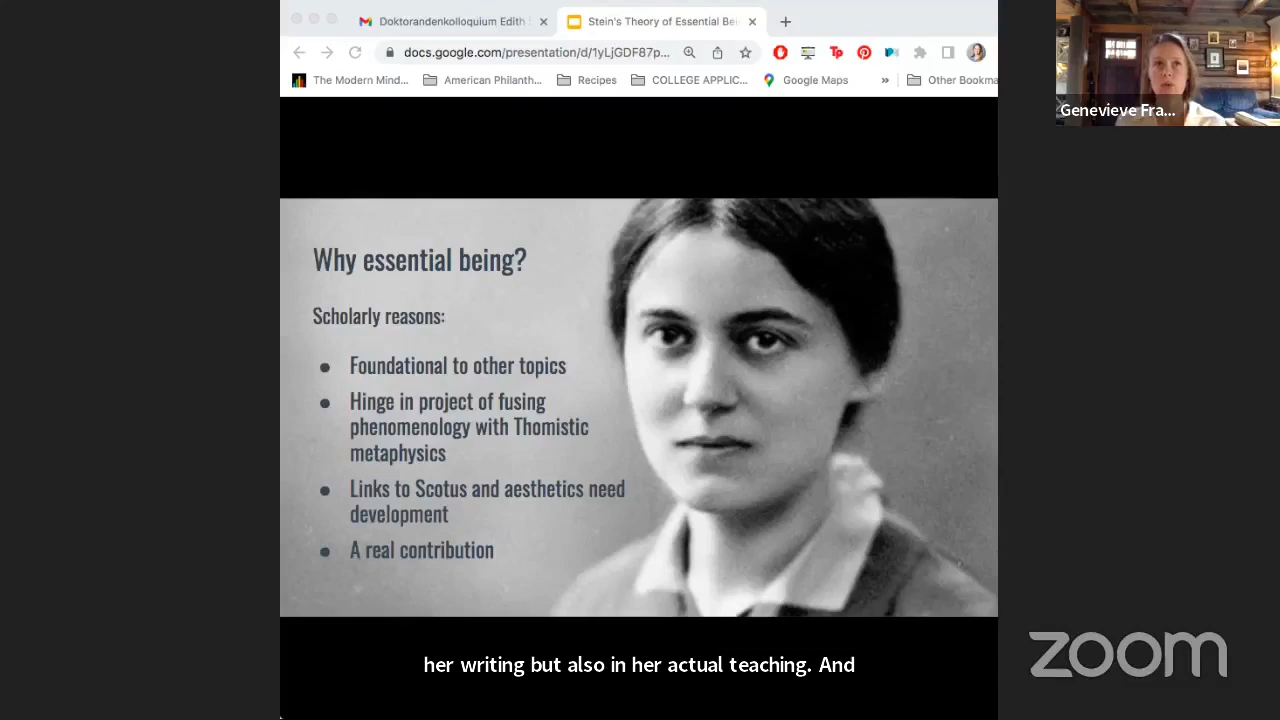 Doktorandenkolloquium Edith
Stein's Theory of Essential Bei
docs.google.com/presentation/d/1yLjGDF87p...
The Modern Mind...
American Philanth...
Recipes
COLLEGE APPLIC...
Google Maps
»
Other Bookma
Genevieve Fra...
Why essential being?
Scholarly reasons:
● Foundational to other topics
● Hinge in project of fusing
phenomenology with Thomistic
metaphysics
● Links to Scotus and aesthetics need
development
● A real contribution
her writing but also in her actual teaching. And
zoom